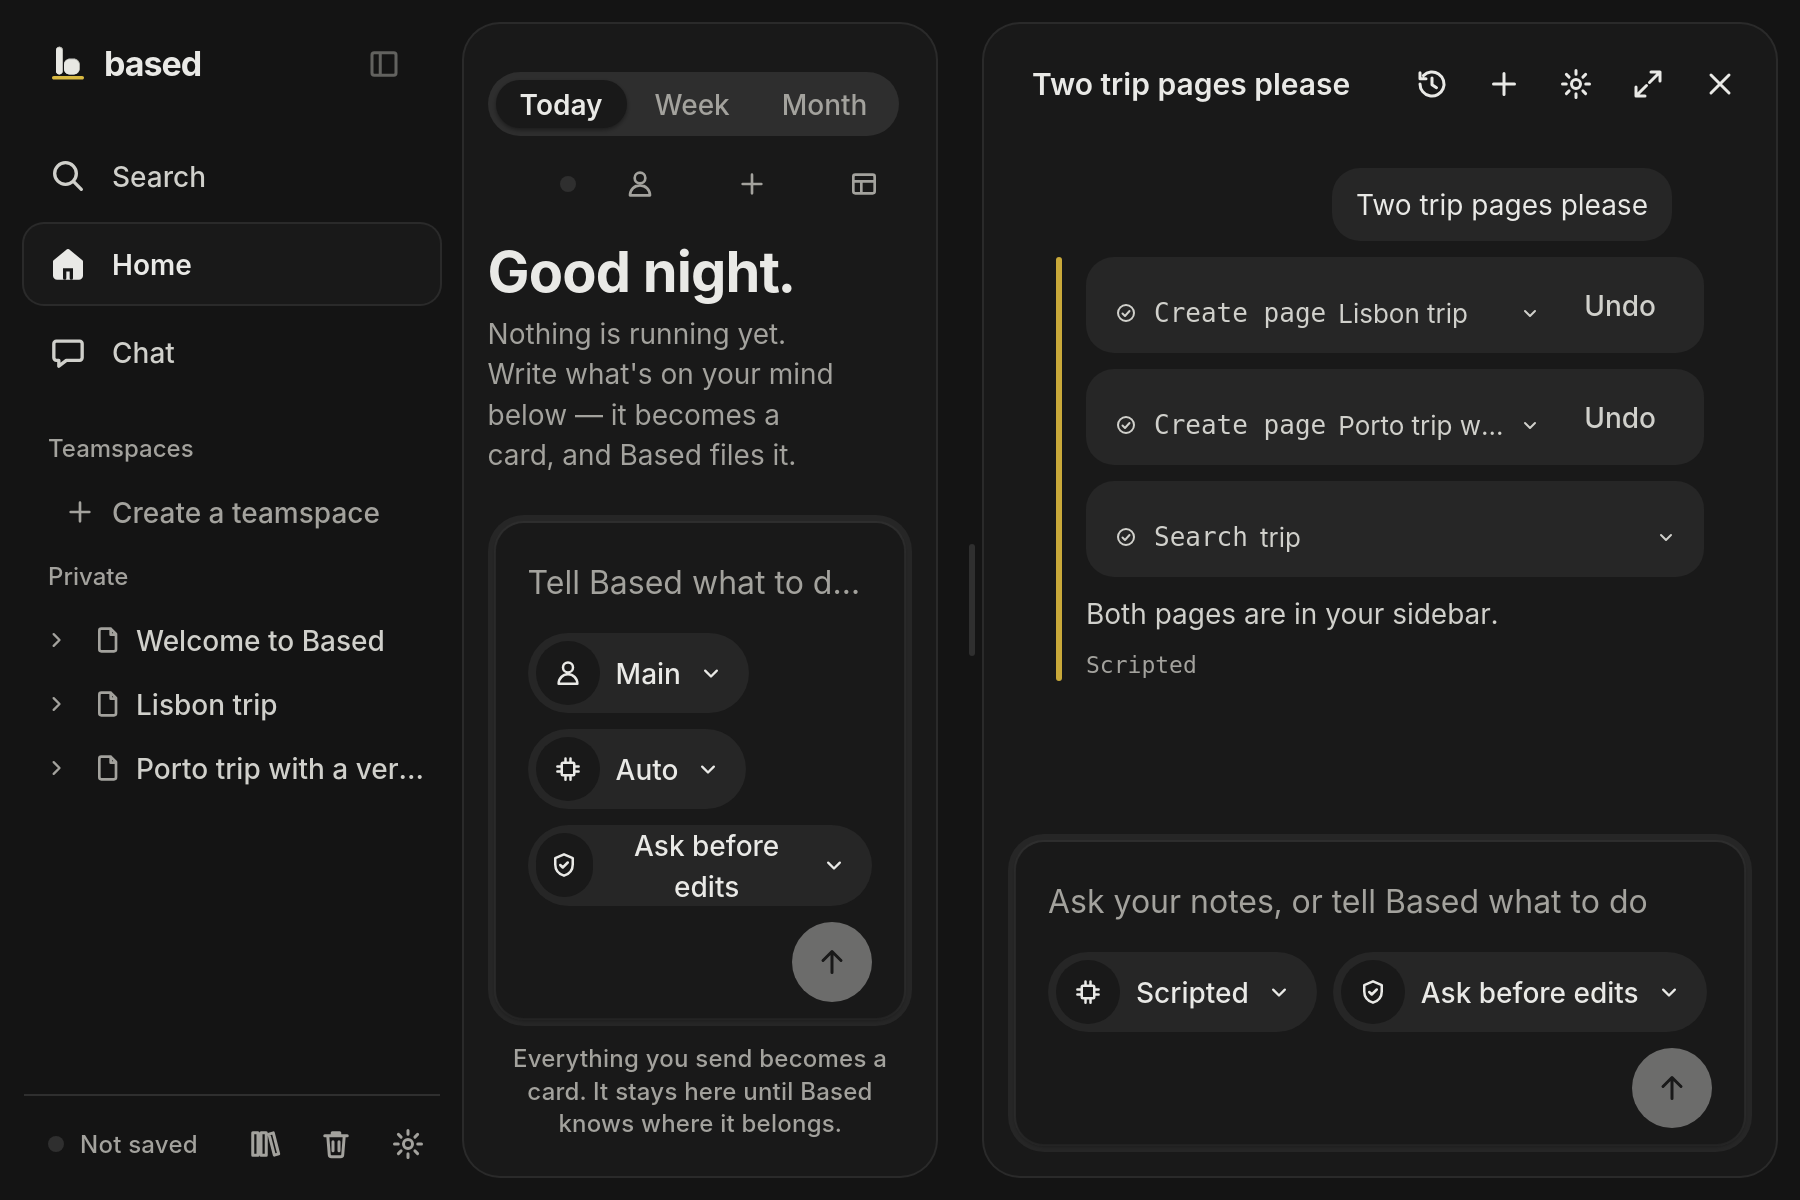 based
Search
Home
Chat
Teamspaces
Create a teamspace
Private
Welcome to Based
Lisbon trip
Porto trip with a ver...
Not saved
Today Week Month
Good night.
Nothing is running yet.
Write what's on your mind
below — it becomes a
card, and Based files it.
Tell Based what to d...
Main
Auto
Ask before
edits
Everything you send becomes a
card. It stays here until Based
knows where it belongs.
Two trip pages please
Two trip pages please
Create page Lisbon trip Undo
Create page Porto trip w... Undo
Search trip
Both pages are in your sidebar.
Scripted
Ask your notes, or tell Based what to do
Scripted Ask before edits